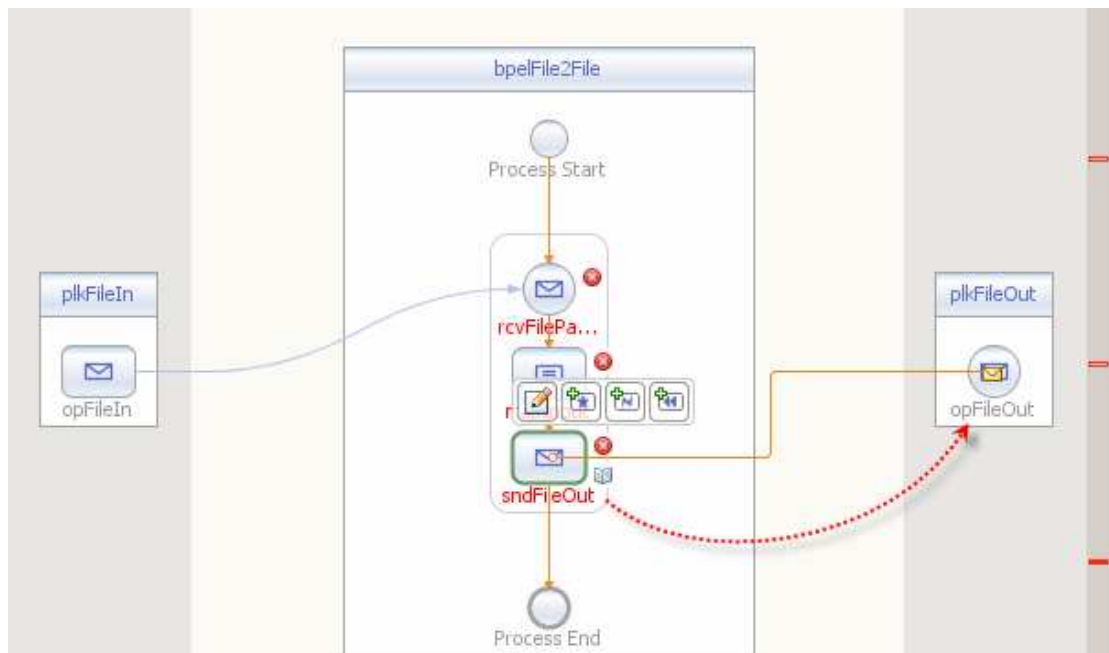 bpelFile2File
Process Start
plkFileIn
plkFileOut
rcvFilePa...
opFileIn
opFileOut
sndFileOut
Process End